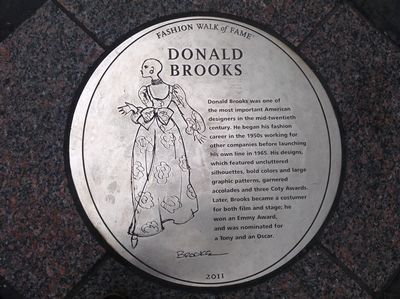 FASHION WALK of FAME
DONALD
BROOKS
Donald Brooks was one of
the most important American
designers in the mid-twentieth
century. He began his fashion
career in the 1950s working for
other companies before launching
his own line in 1965. His designs,
which featured uncluttered
silhouettes, bold colors and large
graphic patterns, garnered
accolades and three Coty Awards.
Later, Brooks became a costumer
for both film and stage; he
won an Emmy Award,
and was nominated for
a Tony and an Oscar.
BROOKS
2011